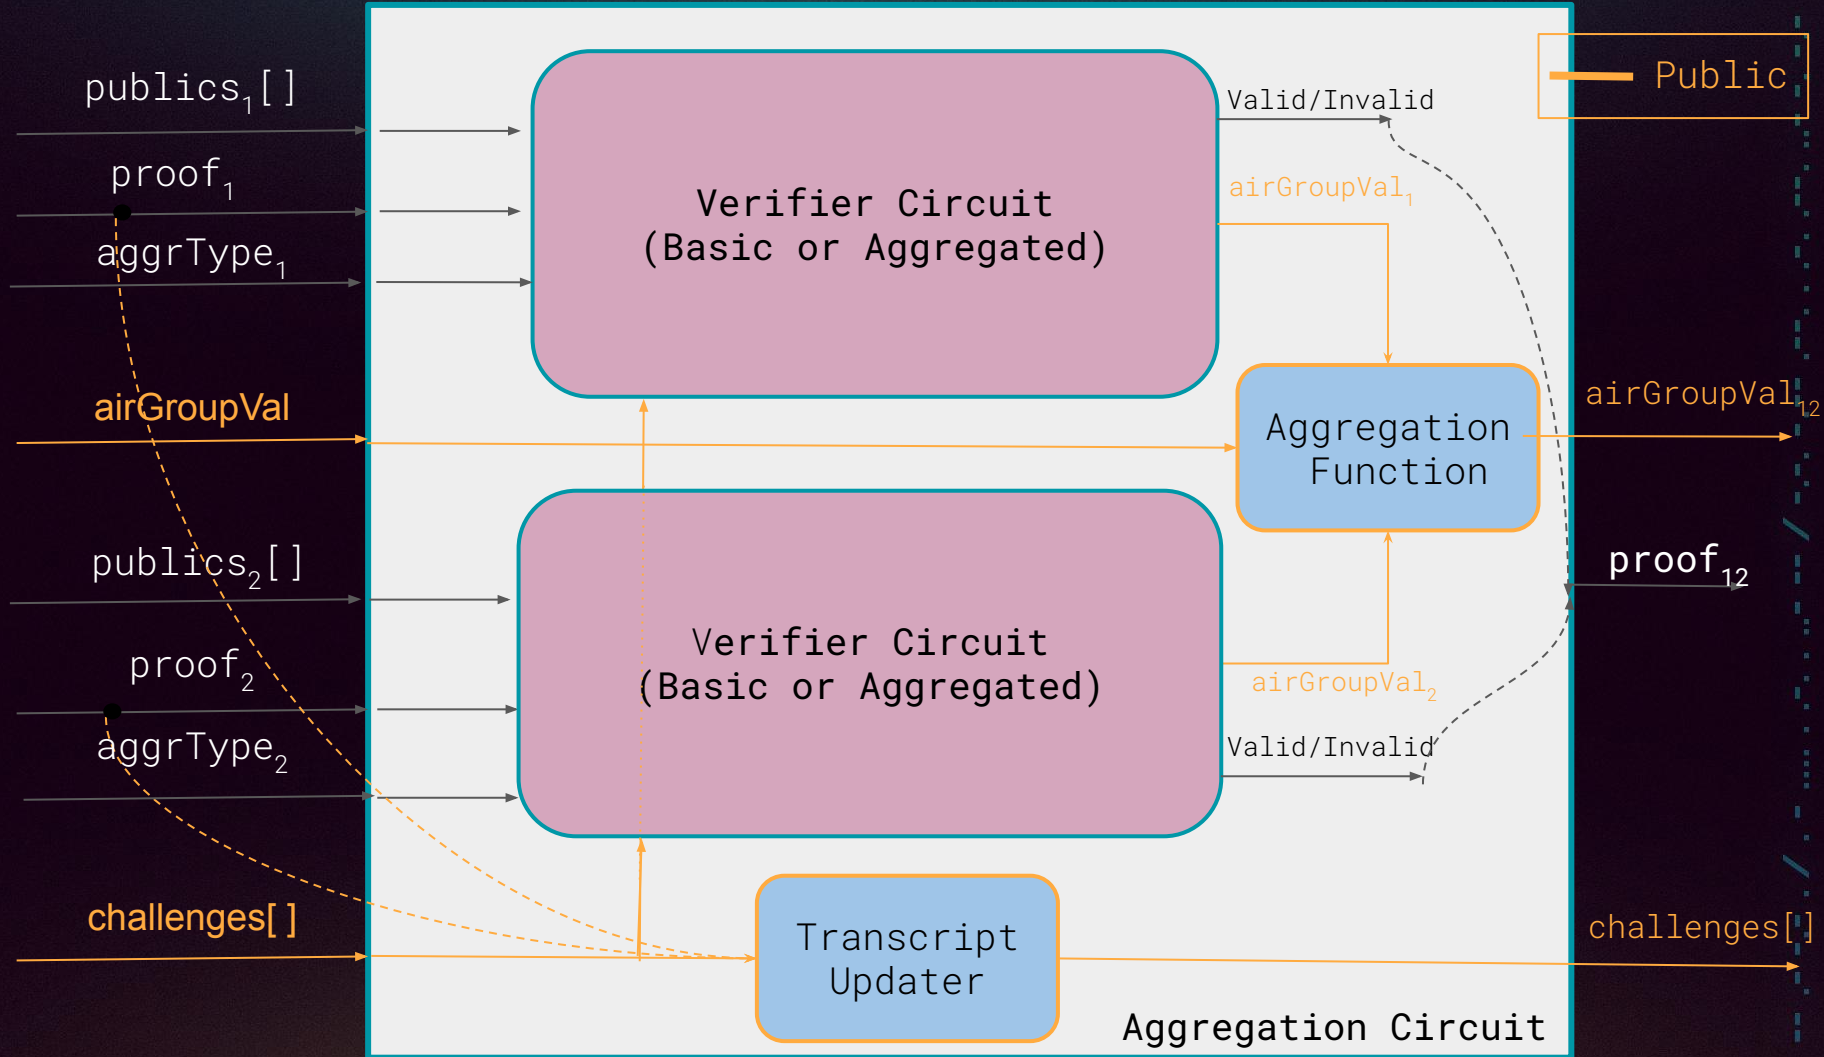 publics₁[]
proof₁
aggrType₁
airGroupVal
publics₂[]
proof₂
aggrType₂
challenges[]
Verifier Circuit
(Basic or Aggregated)
Valid/Invalid
airGroupVal₁
Public
Aggregation
Function
airGroupVal₁₂
Verifier Circuit
(Basic or Aggregated)
airGroupVal₂
Valid/Invalid
proof₁₂
Transcript
Updater
challenges[]
Aggregation Circuit